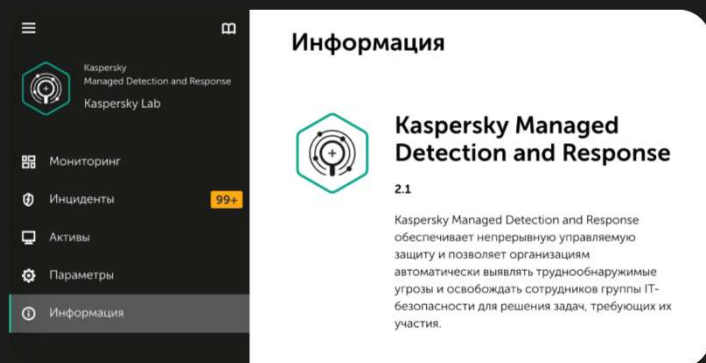 Kaspersky
Managed Detection and Response
Kaspersky Lab
Мониторинг
Инциденты
99+
Активы
Параметры
Информация
Информация
Kaspersky Managed
Detection and Response
2.1
Kaspersky Managed Detection and Response
обеспечивает непрерывную управляемую
защиту и позволяет организациям
автоматически выявлять труднообнаружимые
угрозы и освобождать сотрудников группы IT-
безопасности для решения задач, требующих их
участия.